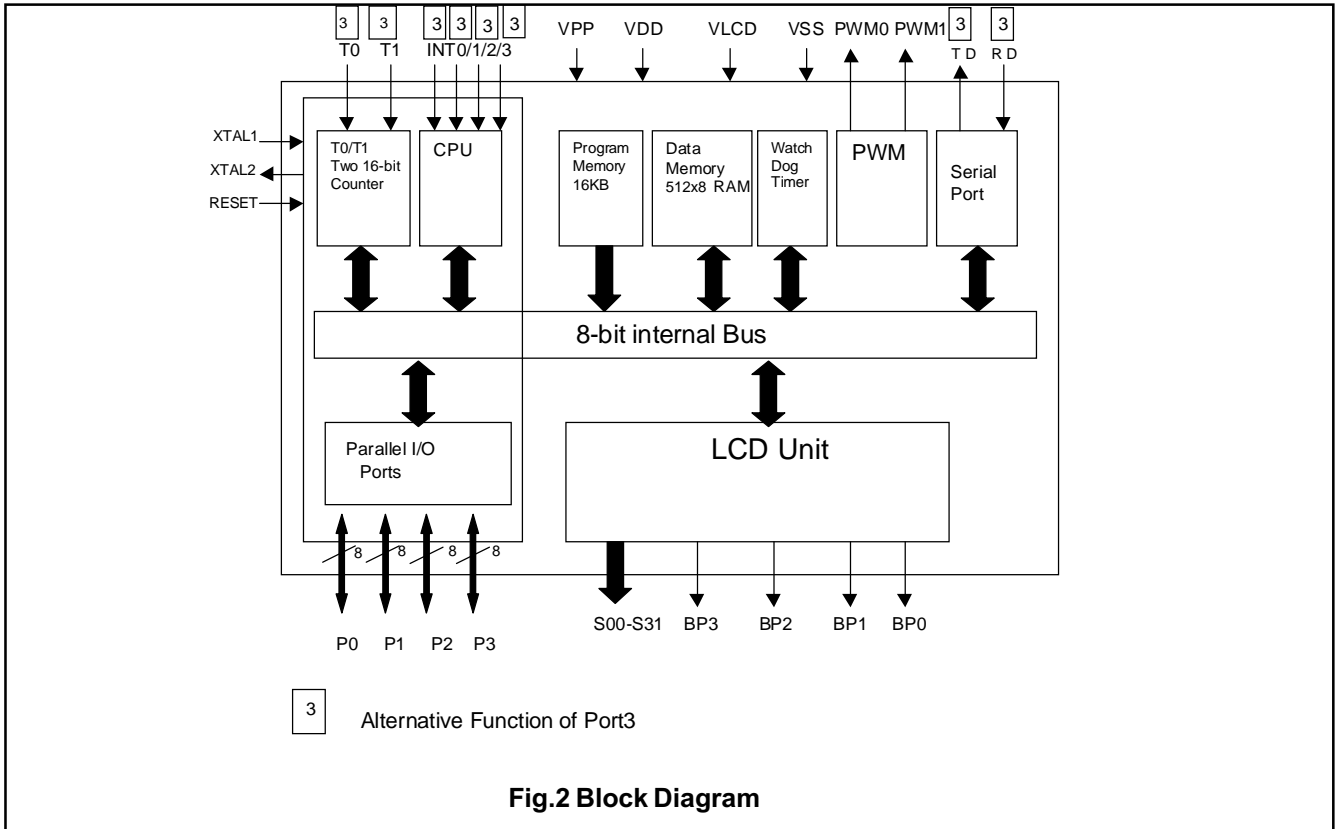 3 3 3 3 3 3 3 3
T0 T1 INT0/1/2/3 VPP VDD VLCD VSS PWM0 PWM1 TD RD
XTAL1
XTAL2
RESET
T0/T1
Two 16-bit
Counter
CPU
Program
Memory
16KB
Data
Memory
512x8 RAM
Watch
Dog
Timer
PWM
Serial
Port
8-bit internal Bus
Parallel I/O
Ports
LCD Unit
8 8 8 8
P0 P1 P2 P3
S00-S31 BP3 BP2 BP1 BP0
3 Alternative Function of Port3
Fig.2 Block Diagram